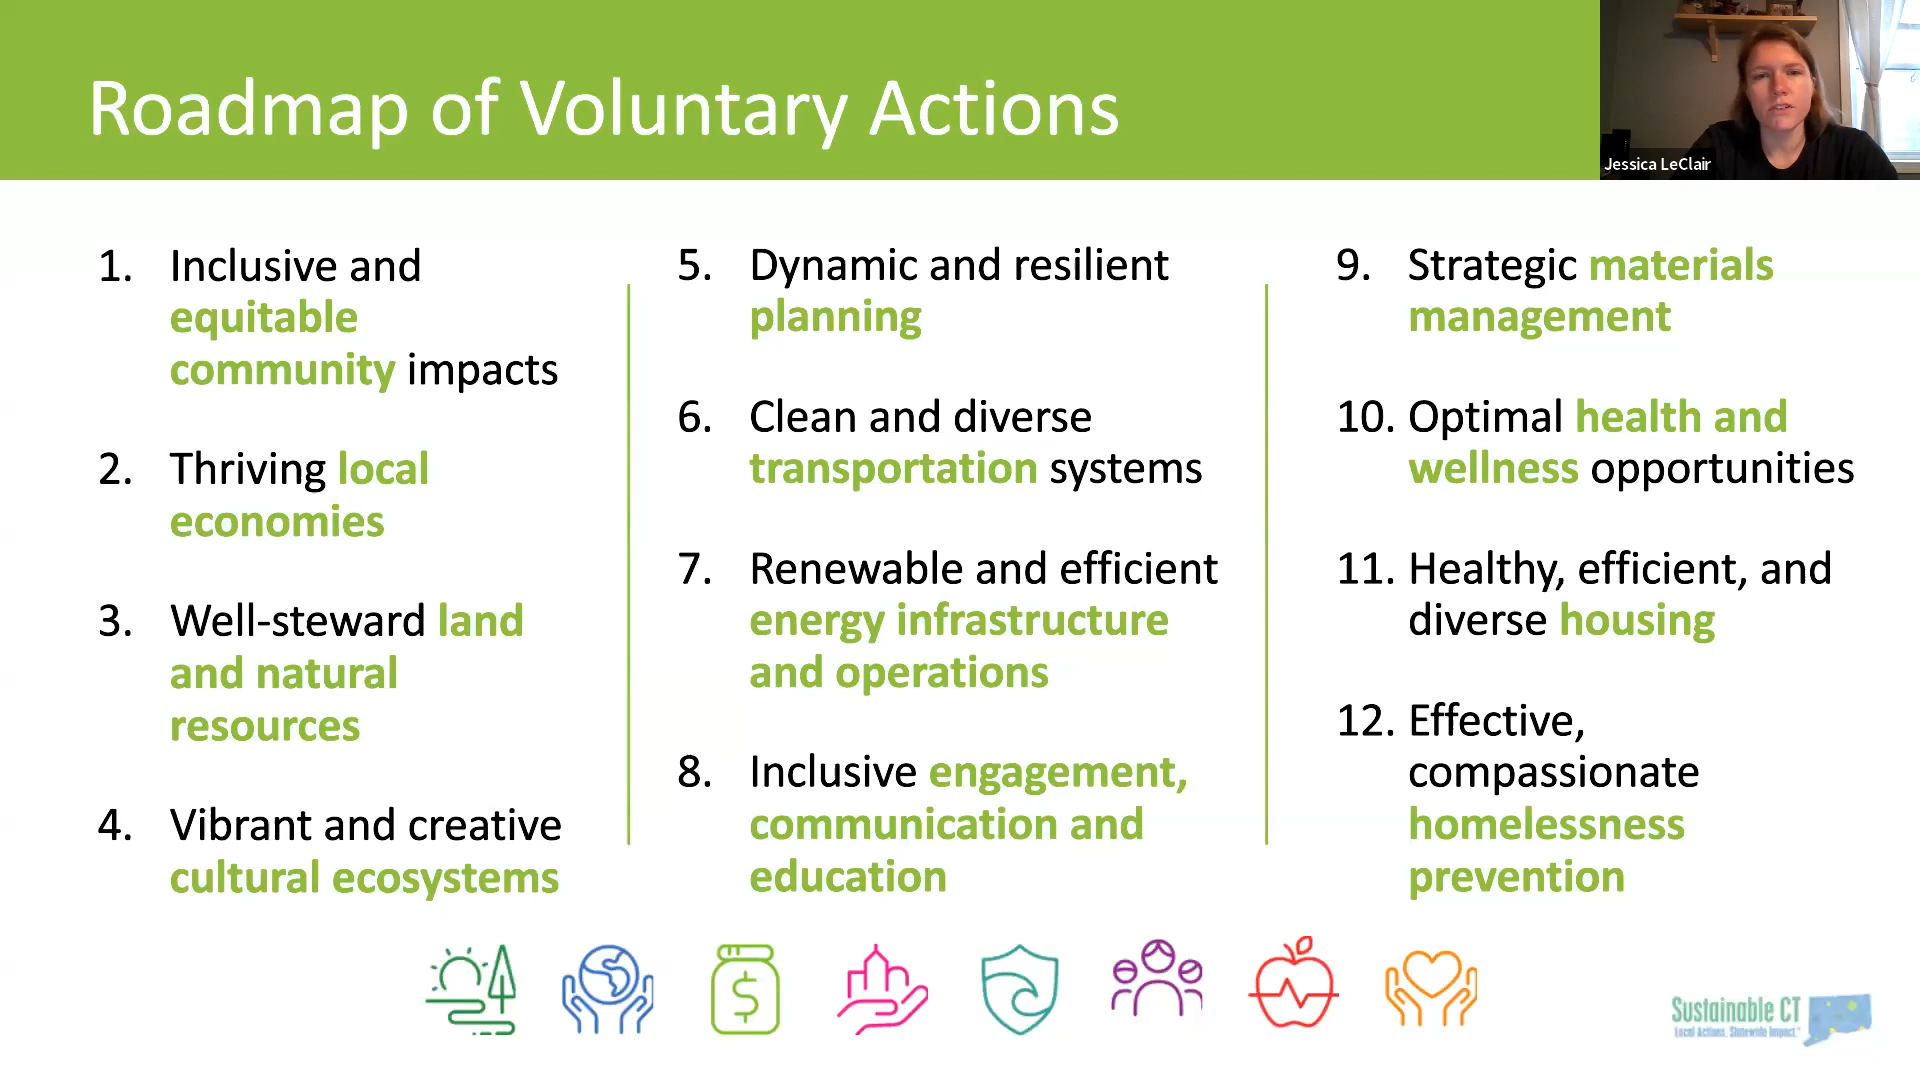 Roadmap of Voluntary Actions
Jessica LeClair
1. Inclusive and
equitable
community impacts
2. Thriving local
economies
3. Well-steward land
and natural
resources
4. Vibrant and creative
cultural ecosystems
5. Dynamic and resilient
planning
6. Clean and diverse
transportation systems
7. Renewable and efficient
energy infrastructure
and operations
8. Inclusive engagement,
communication and
education
9. Strategic materials
management
10. Optimal health and
wellness opportunities
11. Healthy, efficient, and
diverse housing
12. Effective,
compassionate
homelessness
prevention
$
Sustainable CT
Local Actions. Statewide Impact.